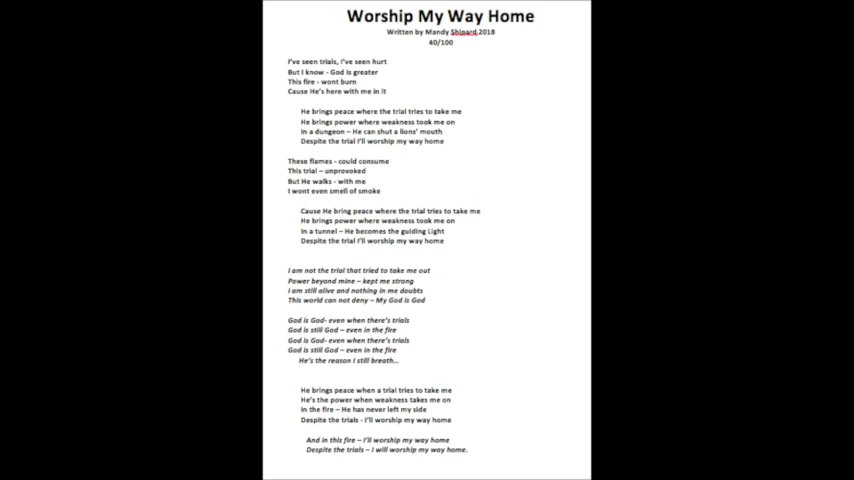 Worship My Way Home
Written by Mandy Shipard 2018
40/100
I've seen trials, I've seen hurt
But I know - God is greater
This fire - wont burn
Cause He's here with me in it
He brings peace where the trial tries to take me
He brings power where weakness took me on
In a dungeon – He can shut a lions' mouth
Despite the trial I'll worship my way home
These flames - could consume
This trial – unprovoked
But He walks - with me
I wont even smell of smoke
Cause He bring peace where the trial tries to take me
He brings power where weakness took me on
In a tunnel – He becomes the guiding Light
Despite the trial I'll worship my way home
I am not the trial that tried to take me out
Power beyond mine – kept me strong
I am still alive and nothing in me doubts
This world can not deny – My God is God
God is God- even when there's trials
God is still God – even in the fire
God is God- even when there's trials
God is still God – even in the fire
He's the reason I still breath...
He brings peace when a trial tries to take me
He's the power when weakness takes me on
In the fire – He has never left my side
Despite the trials - I'll worship my way home
And in this fire – I'll worship my way home
Despite the trials – I will worship my way home.